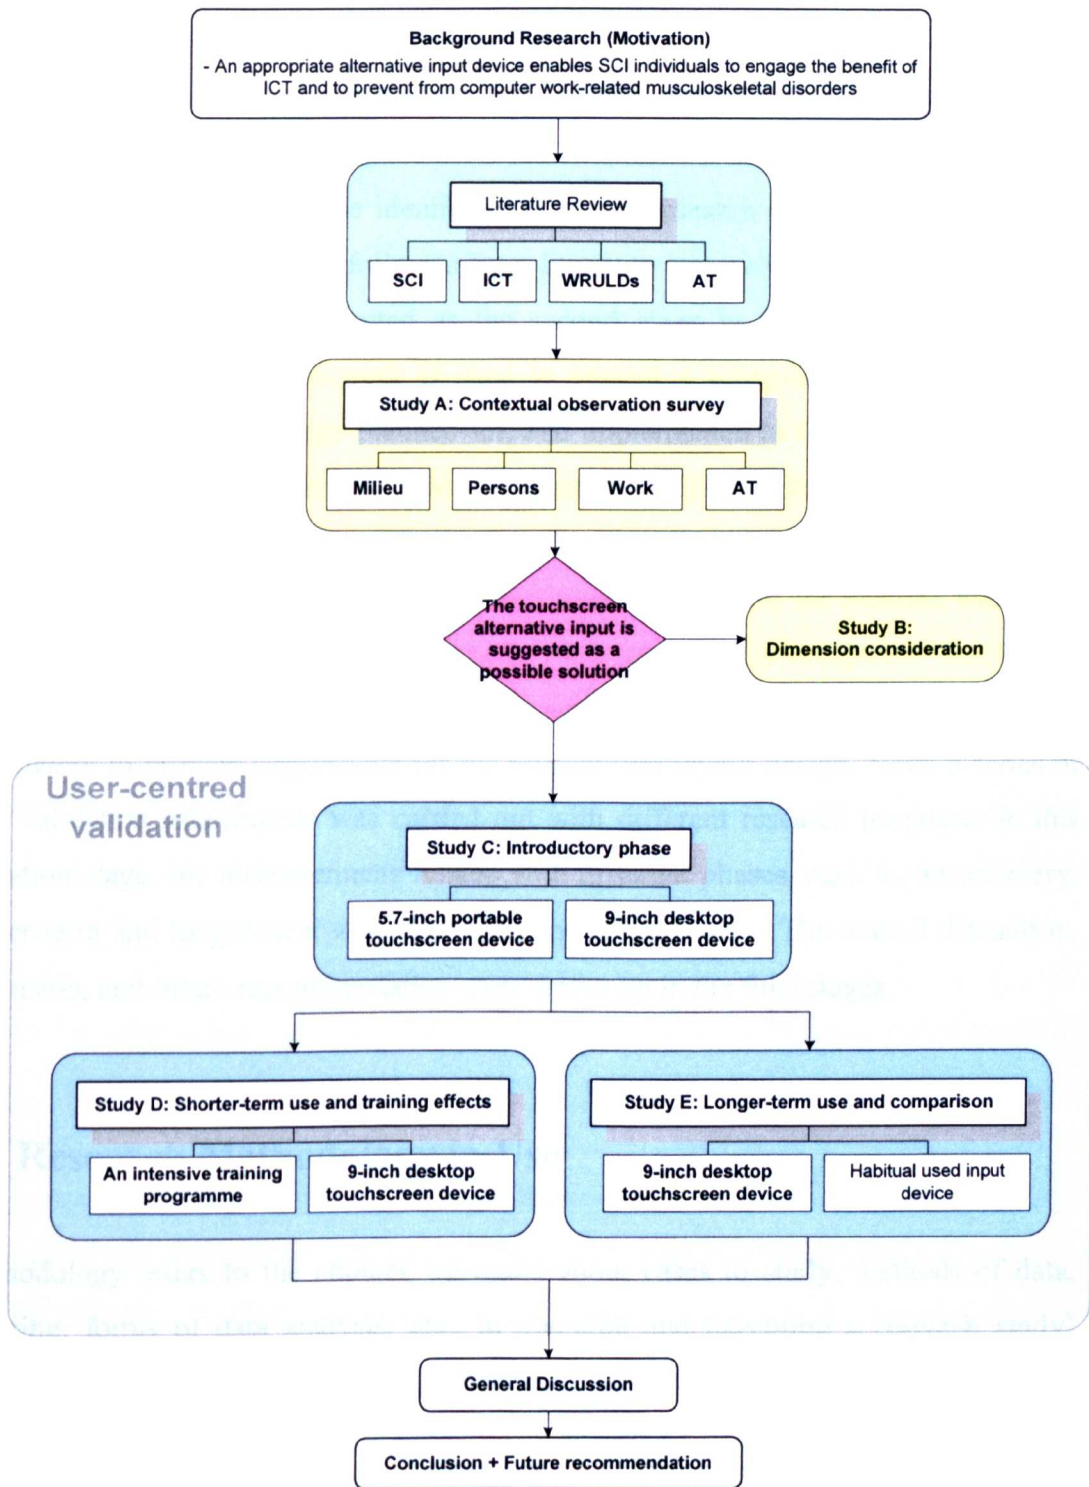 Background Research (Motivation)
- An appropriate alternative input device enables SCI individuals to engage the benefit of
ICT and to prevent from computer work-related musculoskeletal disorders
Literature Review
SCI ICT WRULDs AT
Study A: Contextual observation survey
Milieu Persons Work AT
The touchscreen
alternative input is
suggested as a
possible solution
Study B:
Dimension consideration
User-centred
validation
Study C: Introductory phase
5.7-inch portable
touchscreen device
9-inch desktop
touchscreen device
Study D: Shorter-term use and training effects
An intensive training
programme
9-inch desktop
touchscreen device
Study E: Longer-term use and comparison
9-inch desktop
touchscreen device
Habitual used input
device
General Discussion
Conclusion + Future recommendation